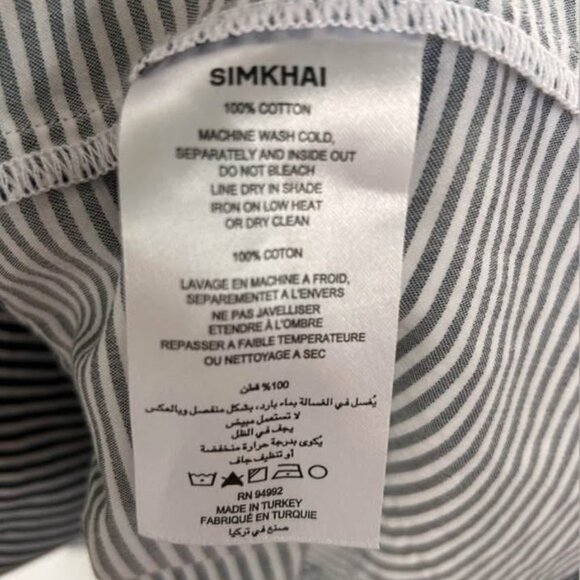 SIMKHAI
100% COTTON
MACHINE WASH COLD,
SEPARATELY AND INSIDE OUT
DO NOT BLEACH
LINE DRY IN SHADE
IRON ON LOW HEAT
OR DRY CLEAN
100% COTON
LAVAGE EN MACHINE A FROID,
SEPAREMENTET A L'ENVERS
NE PAS JAVELLISER
ETENDRE À L'OMBRE
REPASSER A FAIBLE TEMPERATURE
OU NETTOYAGE A SEC
100% قطن
يُغسل في الغسالة بماء بارد، بشكل منفصل وبالعكس
لا تستعمل مبيض
يجف في الظل
يُكوى بدرجة حرارة منخفضة
أو تنظيف جاف
RN 94992
MADE IN TURKEY
FABRIQUÉ EN TURQUIE
صنع في تركيا